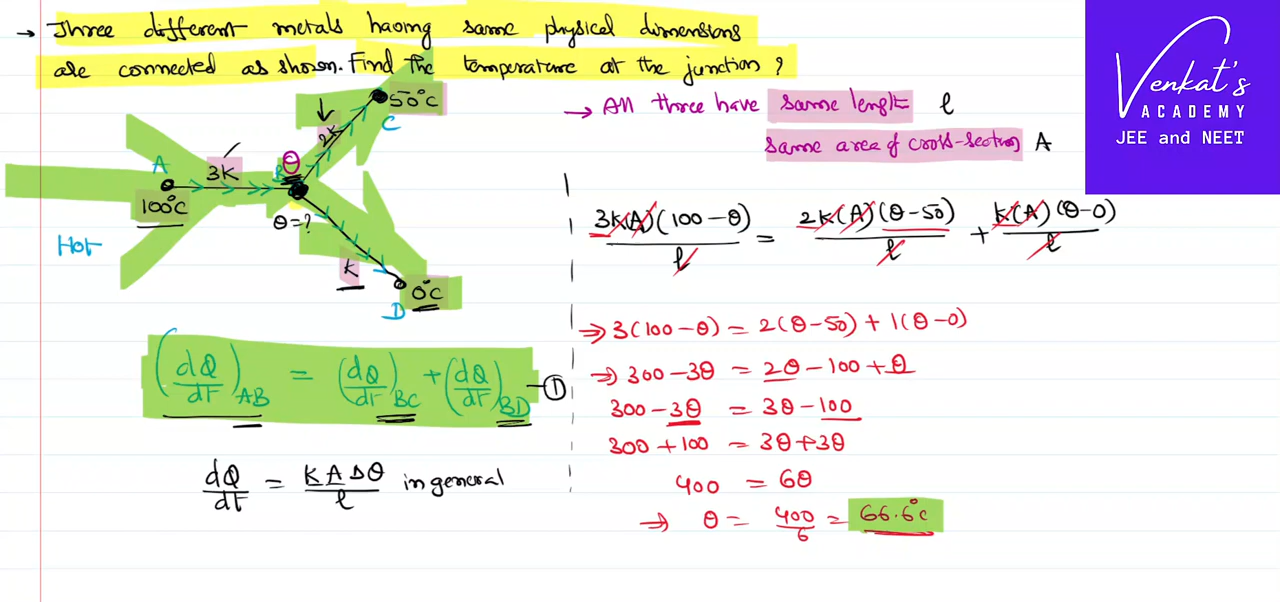 → Three different metals having same physical dimensions
are connected as shown. Find the temperature at the junction?
Venkat's
ACADEMY
JEE and NEET
→ All three have same length l
same area of cross-section A
50°C
C
2K
A
3K
θ
B
100°C
θ=?
Hot
K
0°C
D
3K(A)(100-θ)/l = 2K(A)(θ-50)/l + K(A)(θ-0)/l
(dQ/dT)AB = (dQ/dT)BC + (dQ/dT)BD —①
dQ/dT = KAΔθ/l in general
⇒ 3(100-θ) = 2(θ-50) + 1(θ-0)
⇒ 300-3θ = 2θ-100+θ
300-3θ = 3θ-100
300+100 = 3θ+3θ
400 = 6θ
⇒ θ = 400/6 = 66.6°C